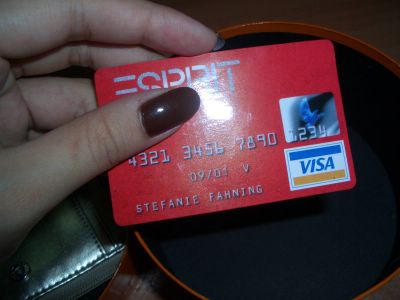 ESPRIT
4321 3456 7890 1234
VISA
09/01 V
STEFANIE FAHNING